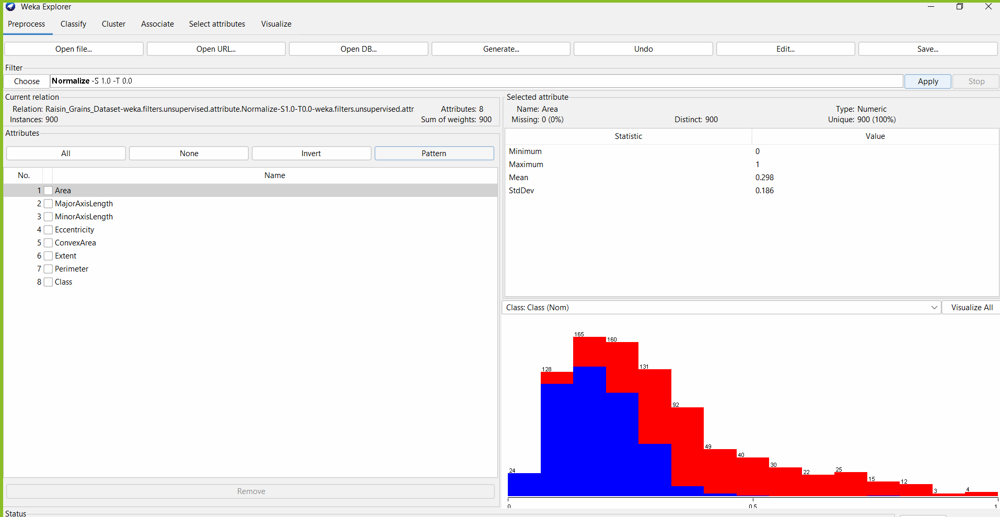 Weka Explorer
Preprocess Classify Cluster Associate Select attributes Visualize
Open file... Open URL... Open DB... Generate... Undo Edit... Save...
Filter
Choose Normalize -S 1.0 -T 0.0 Apply Stop
Current relation
Relation: Raisin_Grains_Dataset-weka.filters.unsupervised.attribute.Normalize-S1.0-T0.0-weka.filters.unsupervised.attr Attributes: 8
Instances: 900 Sum of weights: 900
Attributes
All None Invert Pattern
No. Name
1 Area
2 MajorAxisLength
3 MinorAxisLength
4 Eccentricity
5 ConvexArea
6 Extent
7 Perimeter
8 Class
Remove
Status
Selected attribute
Name: Area Type: Numeric
Missing: 0 (0%) Distinct: 900 Unique: 900 (100%)
Statistic Value
Minimum 0
Maximum 1
Mean 0.298
StdDev 0.186
Class: Class (Nom) Visualize All
24 128 165 160 131 92 49 40 30 22 25 15 12 3 4
0 0.5 1